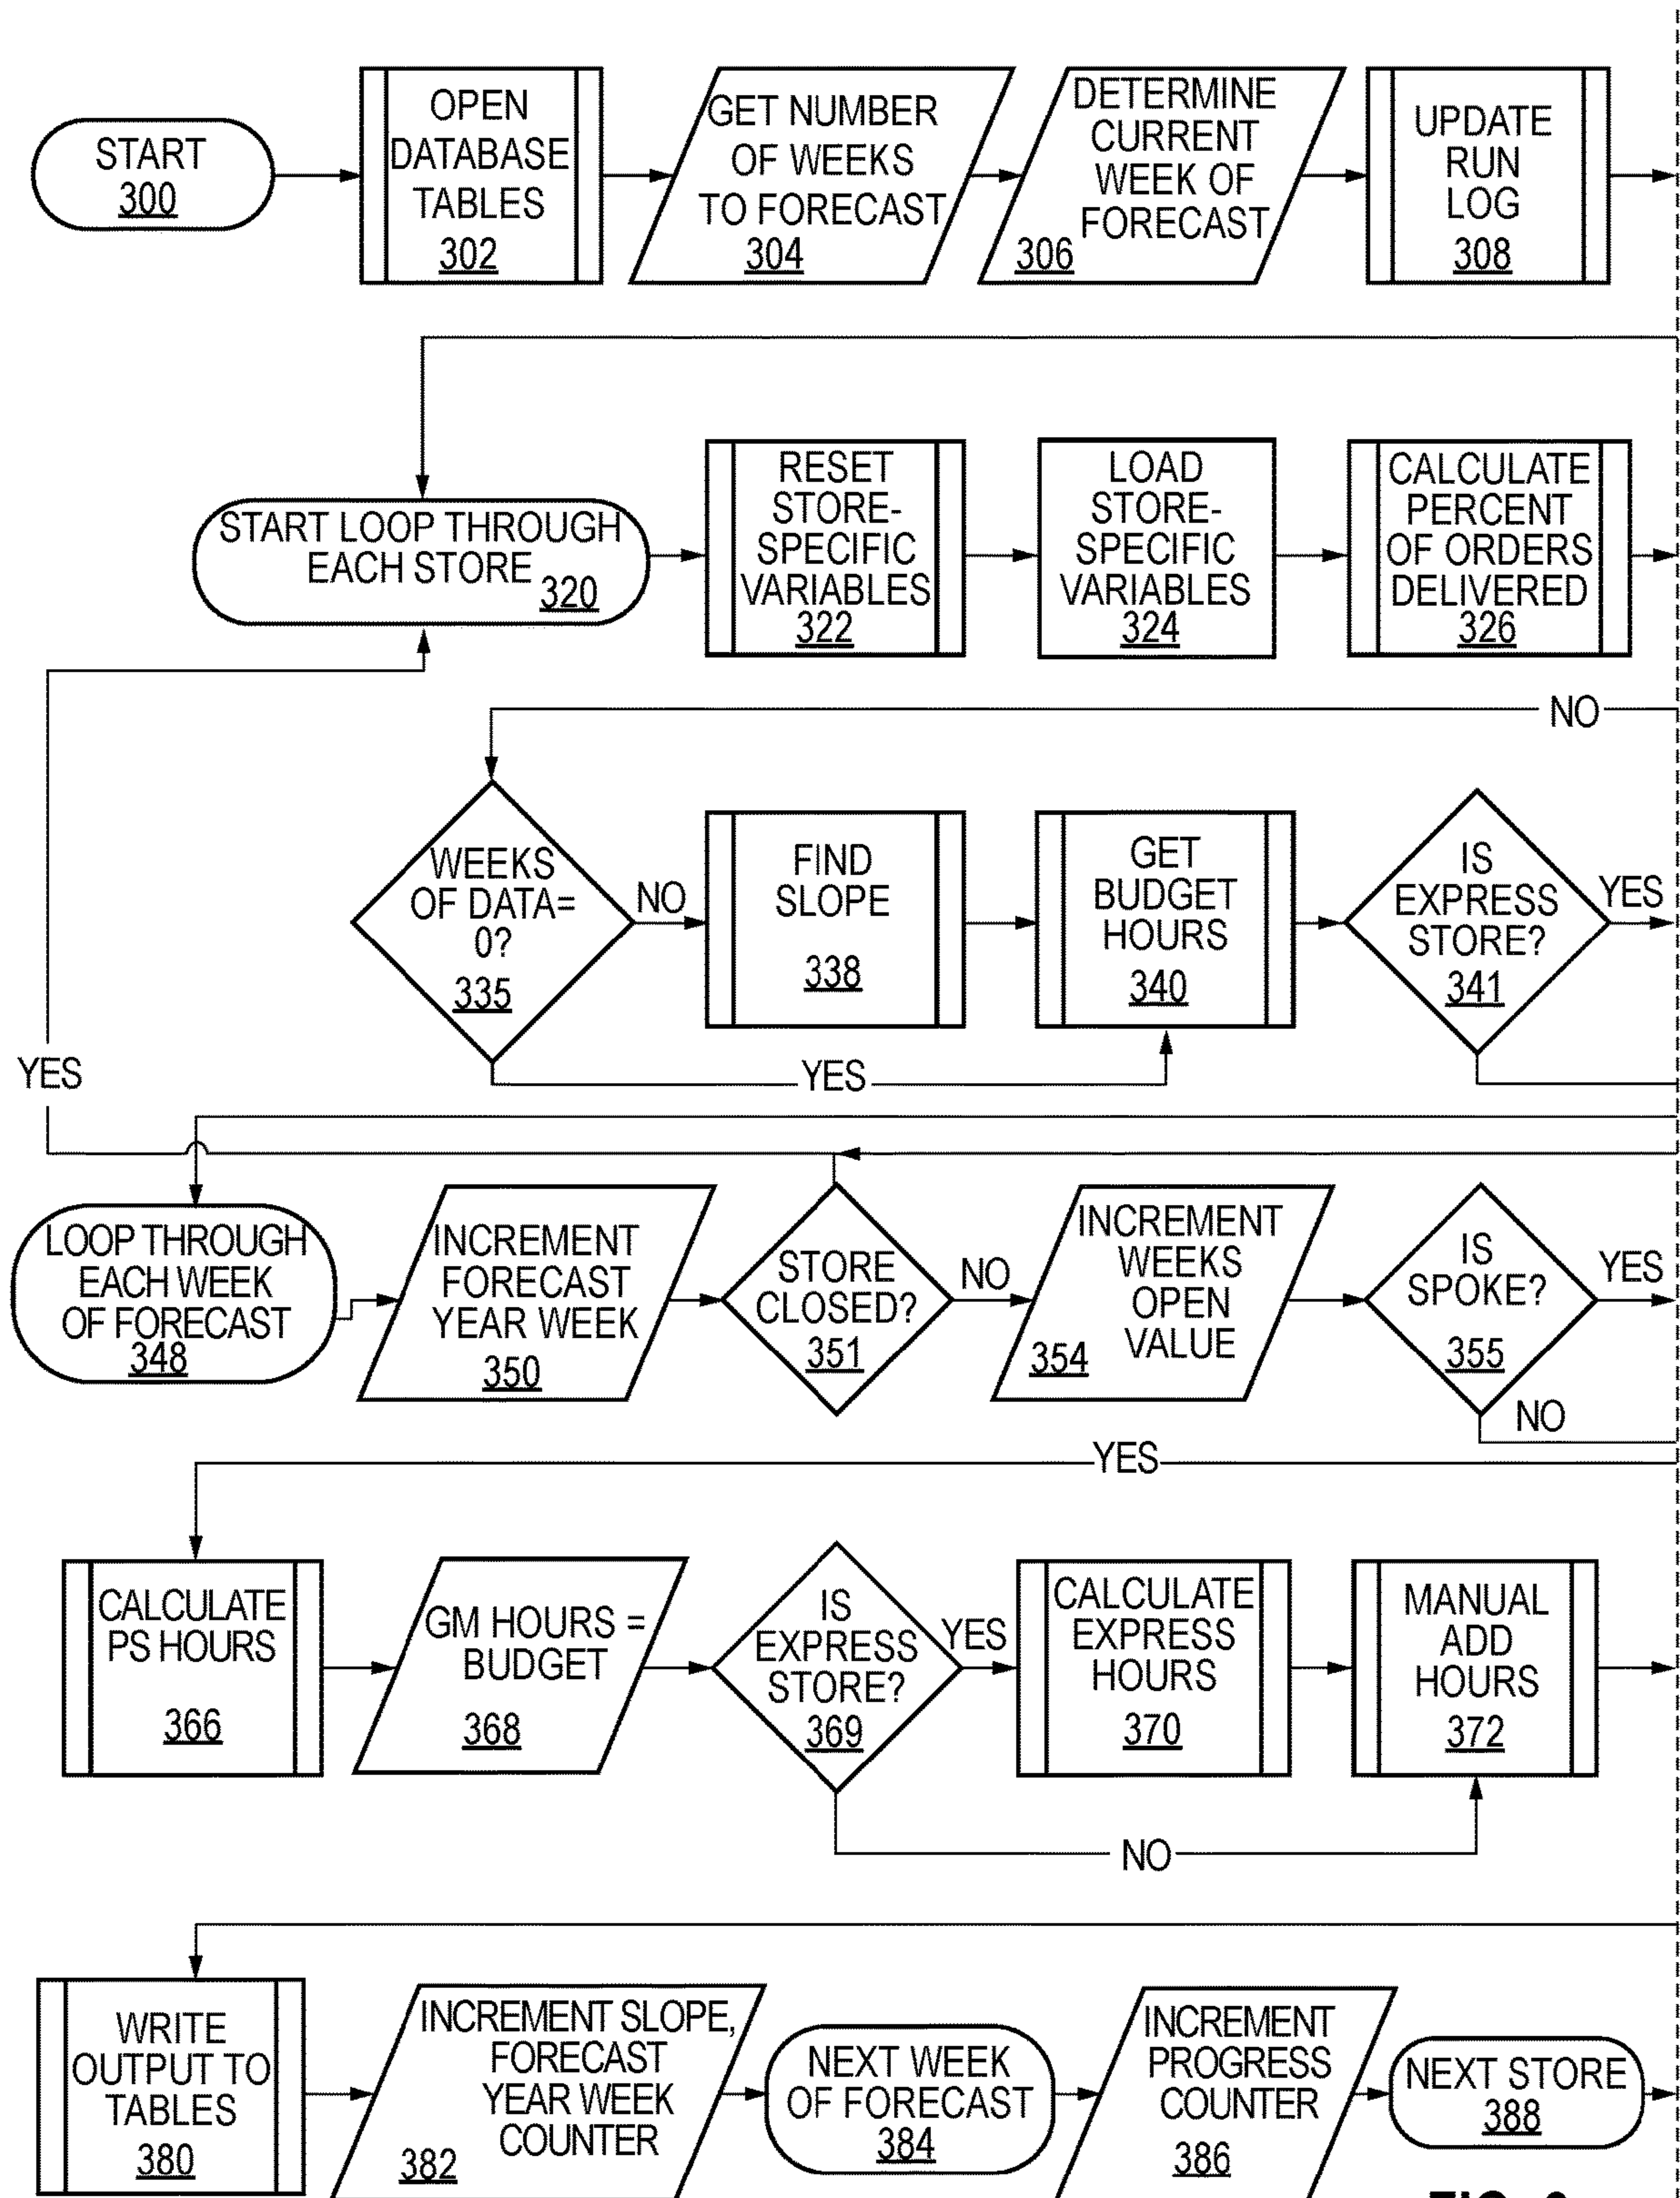 START
300
OPEN
DATABASE
TABLES
302
GET NUMBER
OF WEEKS
TO FORECAST
304
DETERMINE
CURRENT
WEEK OF
FORECAST
306
UPDATE
RUN
LOG
308
START LOOP THROUGH
EACH STORE
320
RESET
STORE-
SPECIFIC
VARIABLES
322
LOAD
STORE-
SPECIFIC
VARIABLES
324
CALCULATE
PERCENT
OF ORDERS
DELIVERED
326
NO
WEEKS
OF DATA=
0?
335
NO
FIND
SLOPE
338
GET
BUDGET
HOURS
340
IS
EXPRESS
STORE?
341
YES
YES
YES
LOOP THROUGH
EACH WEEK
OF FORECAST
348
INCREMENT
FORECAST
YEAR WEEK
350
STORE
CLOSED?
351
NO
INCREMENT
WEEKS
OPEN
VALUE
354
IS
SPOKE?
355
YES
NO
YES
CALCULATE
PS HOURS
366
GM HOURS =
BUDGET
368
IS
EXPRESS
STORE?
369
YES
CALCULATE
EXPRESS
HOURS
370
MANUAL
ADD
HOURS
372
NO
WRITE
OUTPUT TO
TABLES
380
INCREMENT SLOPE,
FORECAST
YEAR WEEK
COUNTER
382
NEXT WEEK
OF FORECAST
384
INCREMENT
PROGRESS
COUNTER
386
NEXT STORE
388